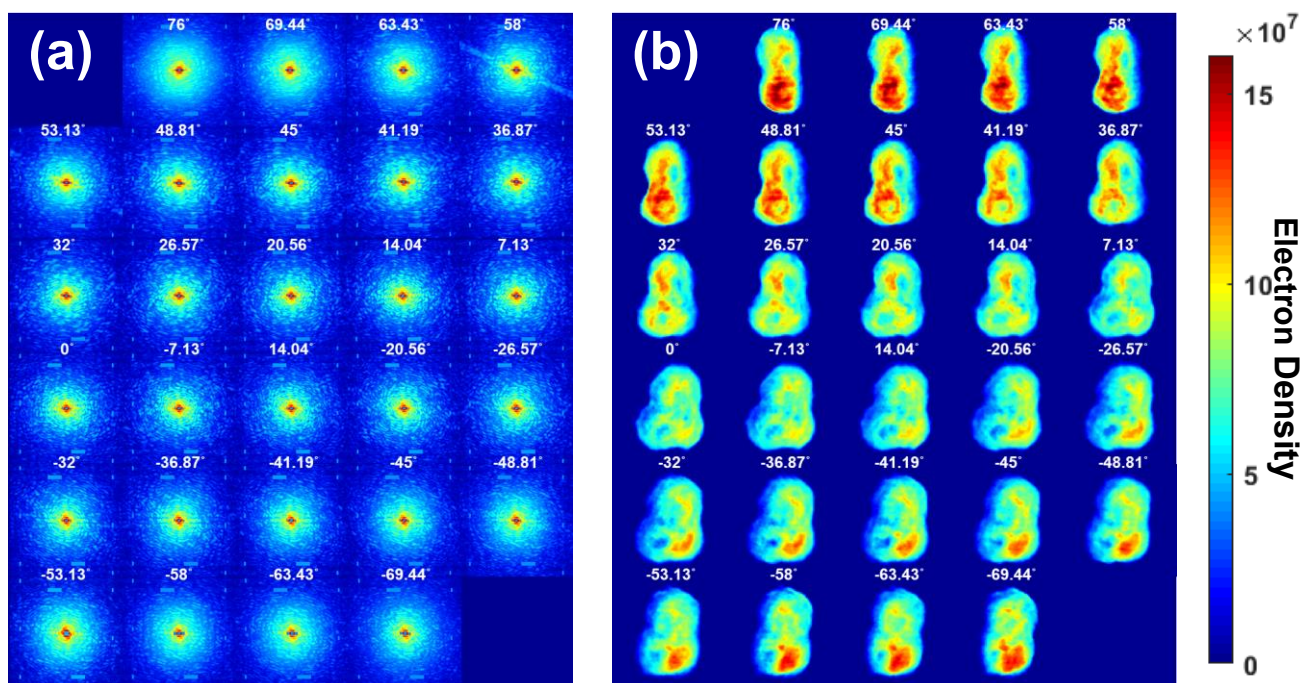 (a)
76° 69.44° 63.43° 58°
53.13° 48.81° 45° 41.19° 36.87°
32° 26.57° 20.56° 14.04° 7.13°
0° -7.13° 14.04° -20.56° -26.57°
-32° -36.87° -41.19° -45° -48.81°
-53.13° -58° -63.43° -69.44°
(b)
76° 69.44° 63.43° 58°
53.13° 48.81° 45° 41.19° 36.87°
32° 26.57° 20.56° 14.04° 7.13°
0° -7.13° 14.04° -20.56° -26.57°
-32° -36.87° -41.19° -45° -48.81°
-53.13° -58° -63.43° -69.44°
×10⁷
15
10
5
0
Electron Density